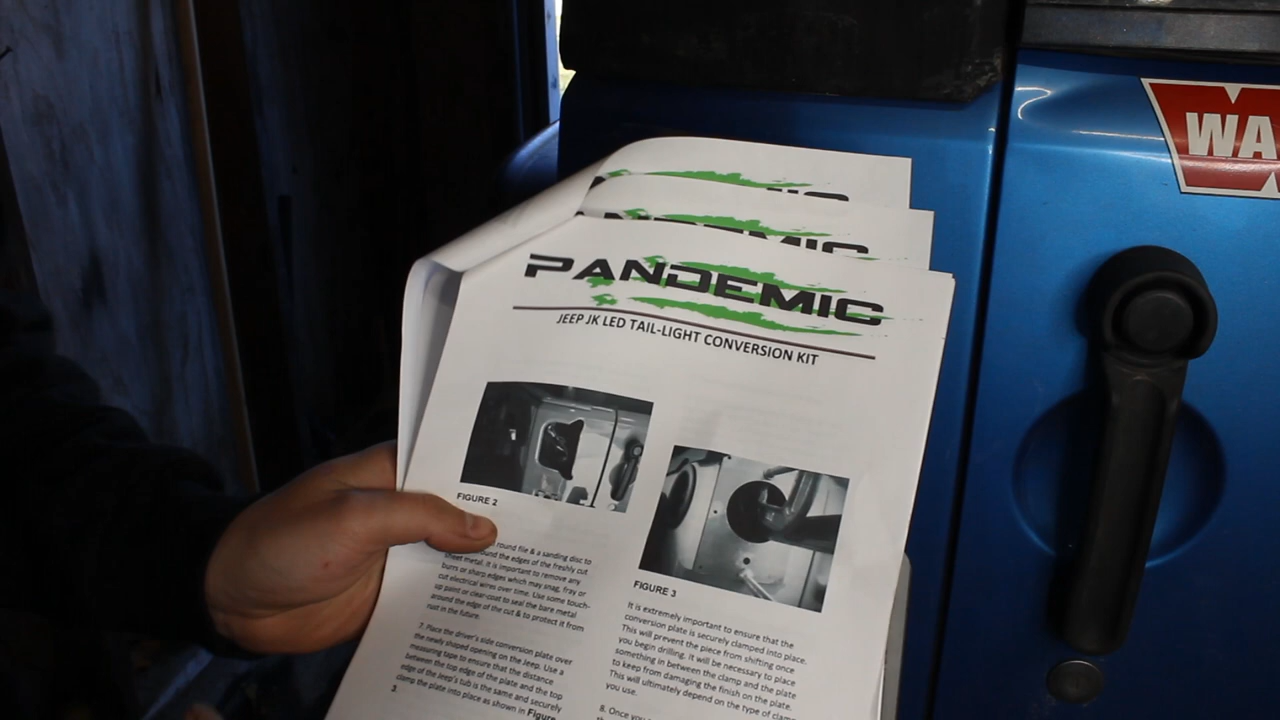 WA
PANDEMIC
JEEP JK LED TAIL-LIGHT CONVERSION KIT
FIGURE 2
round file & a sanding disc to
around the edges of the freshly cut
sheet metal. It is important to remove any
burrs or sharp edges which may snag, fray or
cut electrical wires over time. Use some touch-
up paint or clear-coat to seal the bare metal
around the edge of the cut & to protect it from
rust in the future.
7. Place the driver's side conversion plate over
the newly shaped opening on the Jeep. Use a
measuring tape to ensure that the distance
between the top edge of the plate and the top
edge of the Jeep's tub is the same and securely
clamp the plate into place as shown in Figure
3.
FIGURE 3
It is extremely important to ensure that the
conversion plate is securely clamped into place.
This will prevent the piece from shifting once
you begin drilling. It will be necessary to place
something in between the clamp and the plate
to keep from damaging the finish on the plate.
This will ultimately depend on the type of clamp
you use.
8. Once you